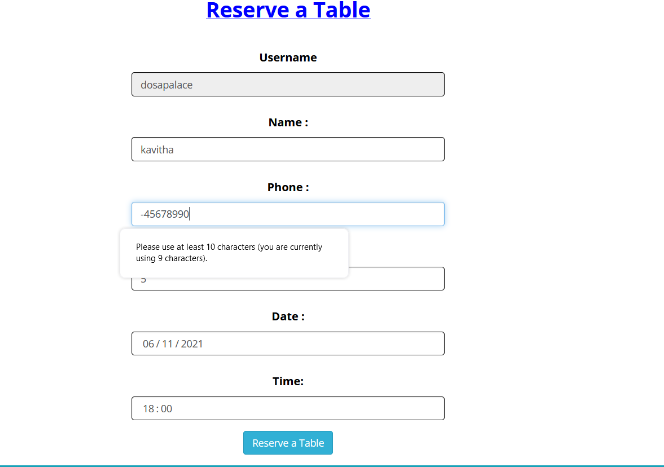 Reserve a Table
Username
dosapalace
Name :
kavitha
Phone :
-45678990
Please use at least 10 characters (you are currently
using 9 characters).
5
Date :
06 / 11 / 2021
Time:
18 : 00
Reserve a Table